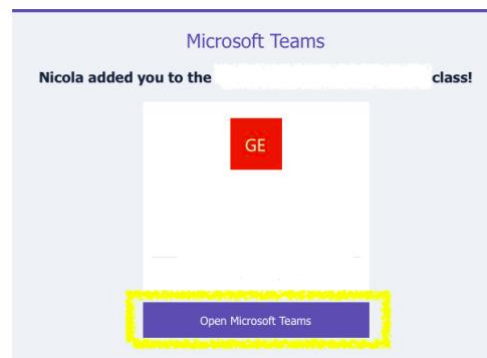 Microsoft Teams
Nicola added you to the class!
GE
Open Microsoft Teams